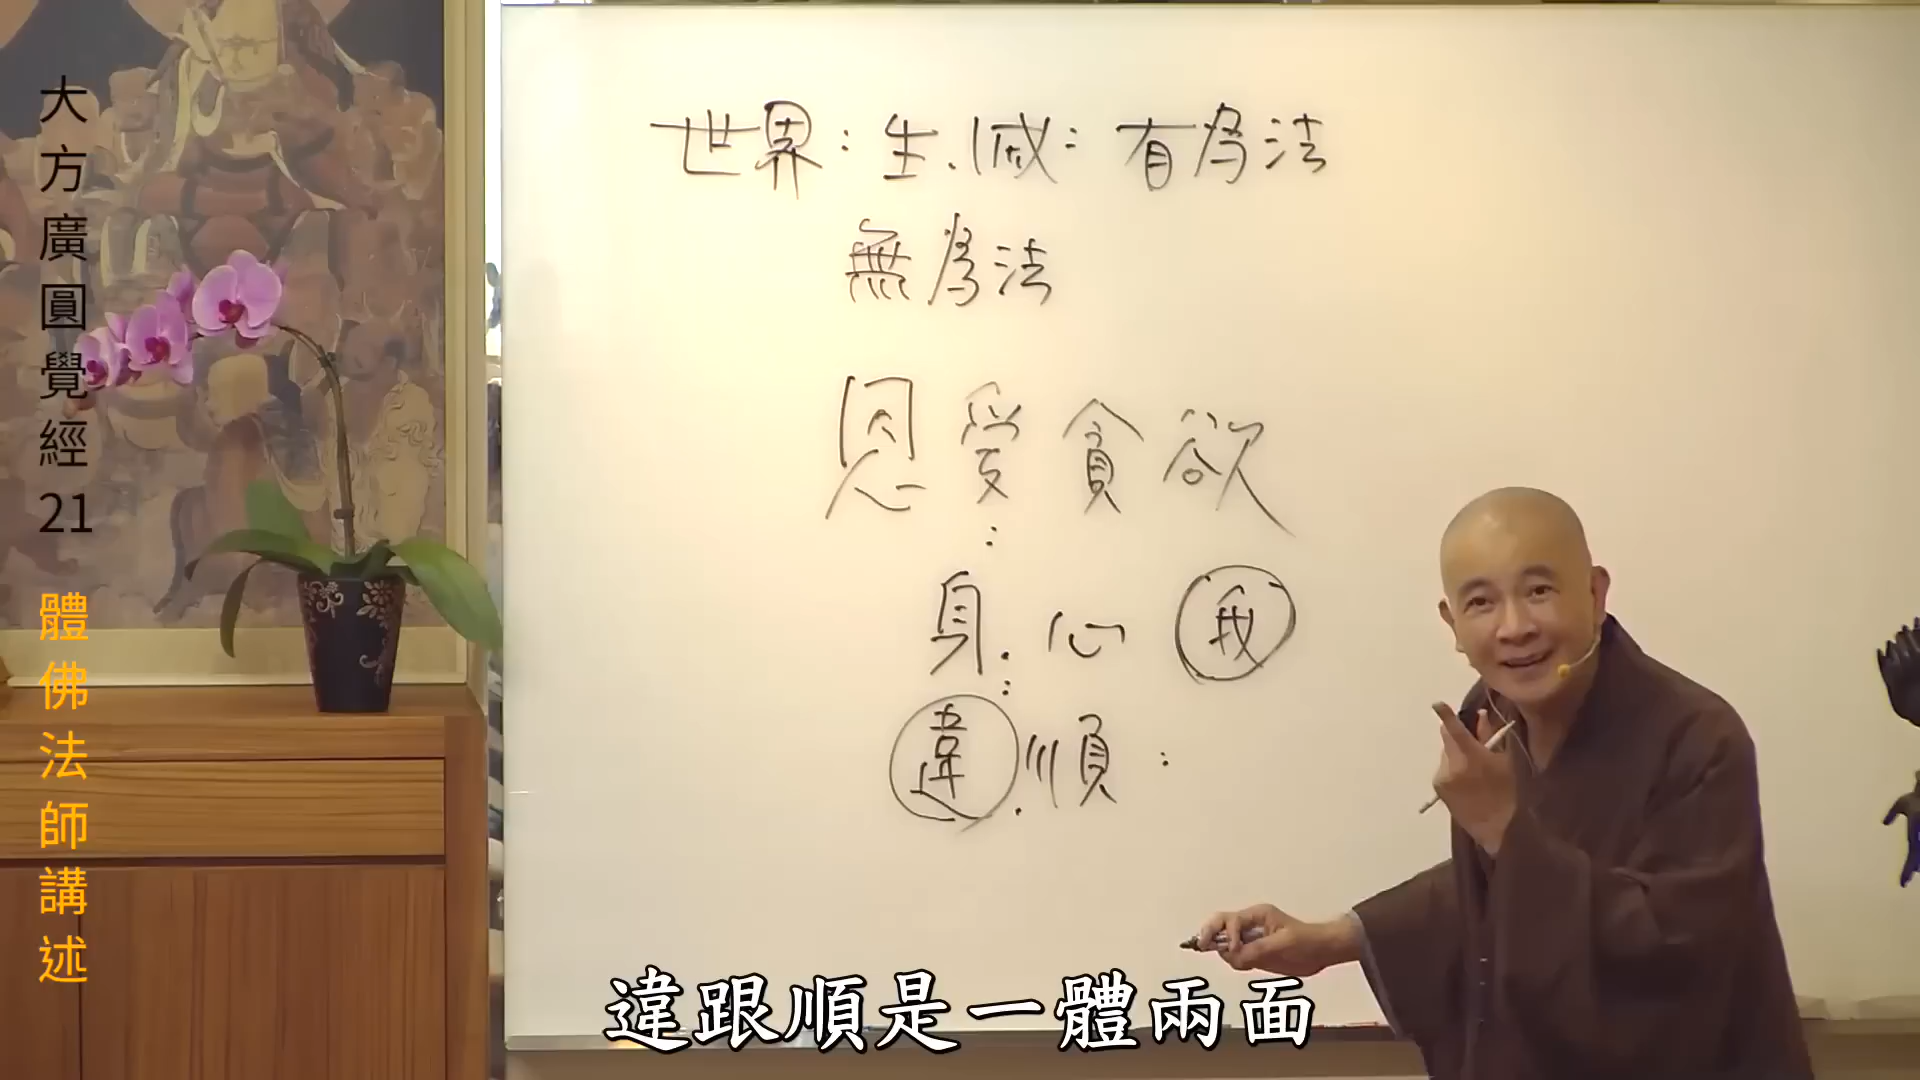 大方廣圓覺經21 體佛法師講述
世界：生．滅：有為法
無為法
恩受貪欲
：
身．心 我
：
違．順：
違跟順是一體兩面